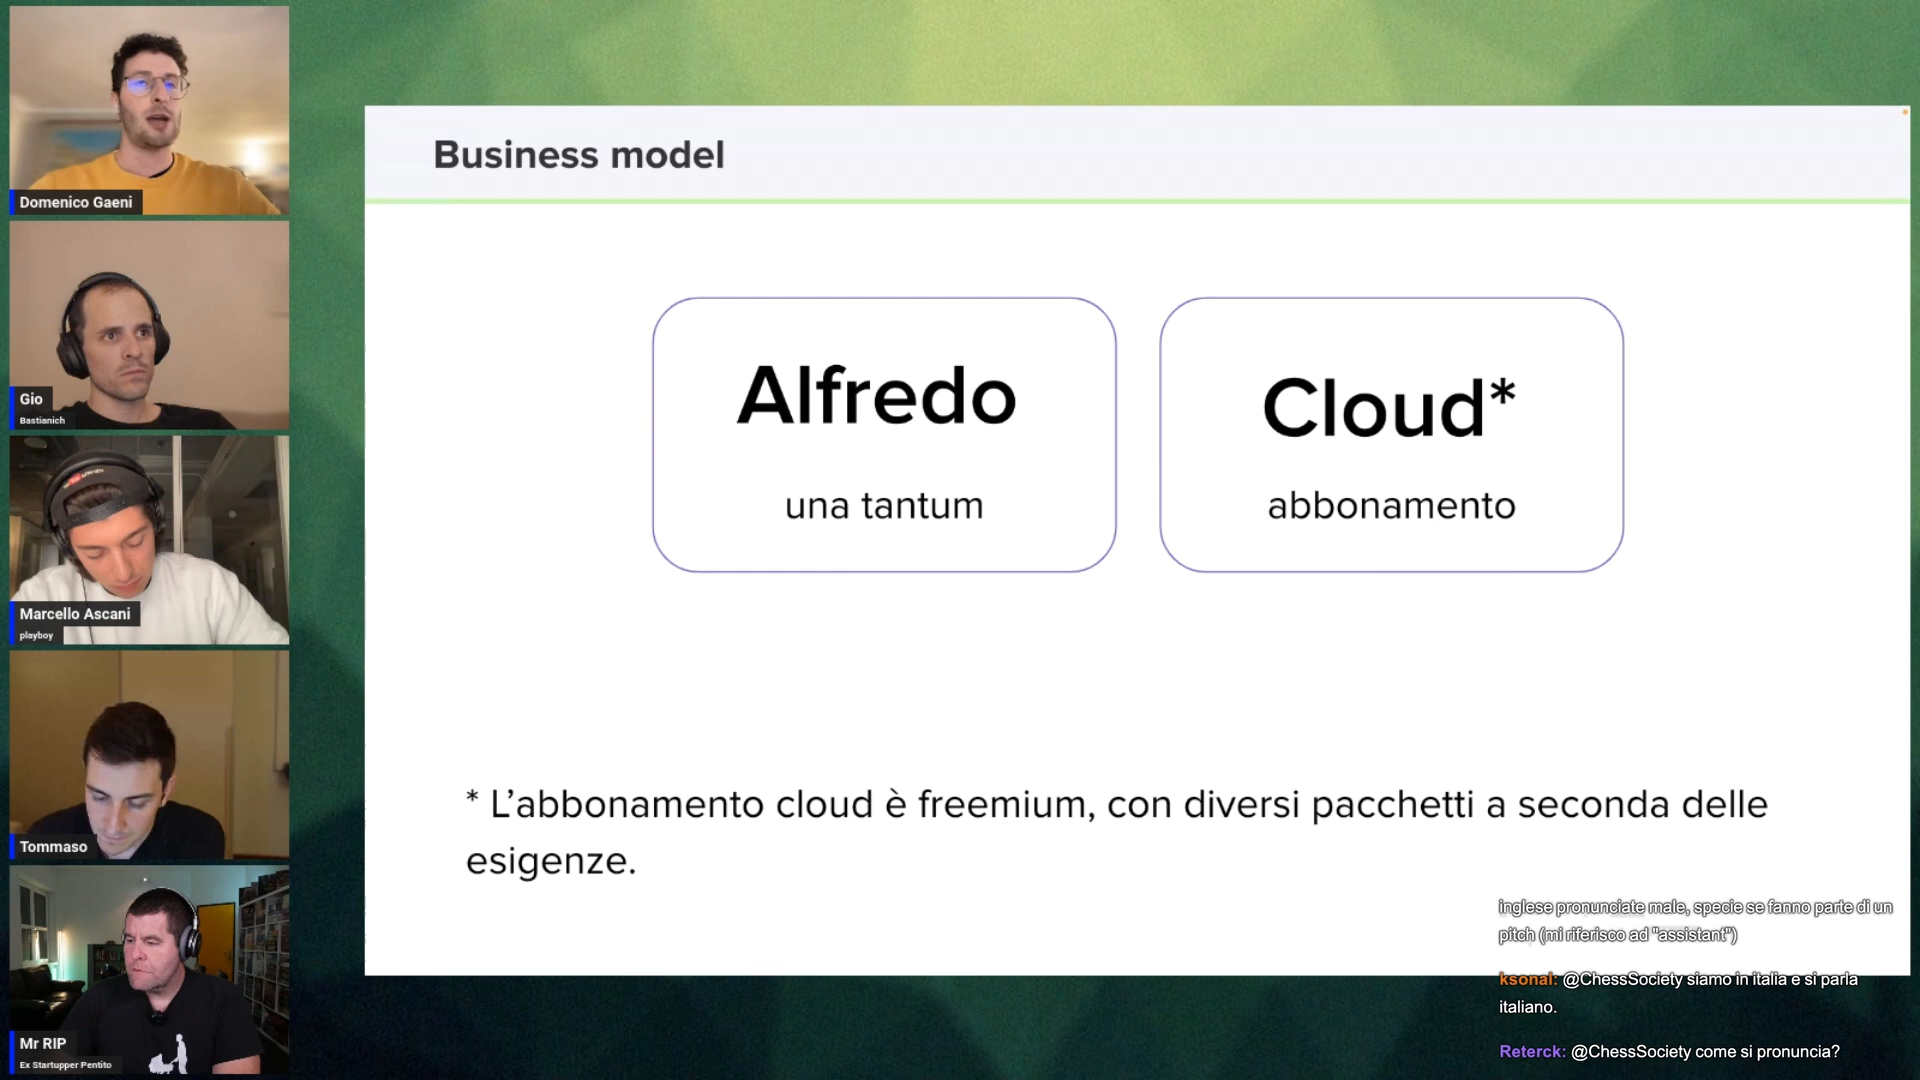 Domenico Gaeni
Gio
Bastianich
Marcello Ascani
playboy
Tommaso
Mr RIP
Ex Startupper Pentito
Business model
Alfredo
una tantum
Cloud*
abbonamento
* L’abbonamento cloud è freemium, con diversi pacchetti a seconda delle
esigenze.
inglese pronunciate male, specie se fanno parte di un
pitch (mi riferisco ad "assistant")
ksonai: @ChessSociety siamo in italia e si parla
italiano.
Reterck: @ChessSociety come si pronuncia?